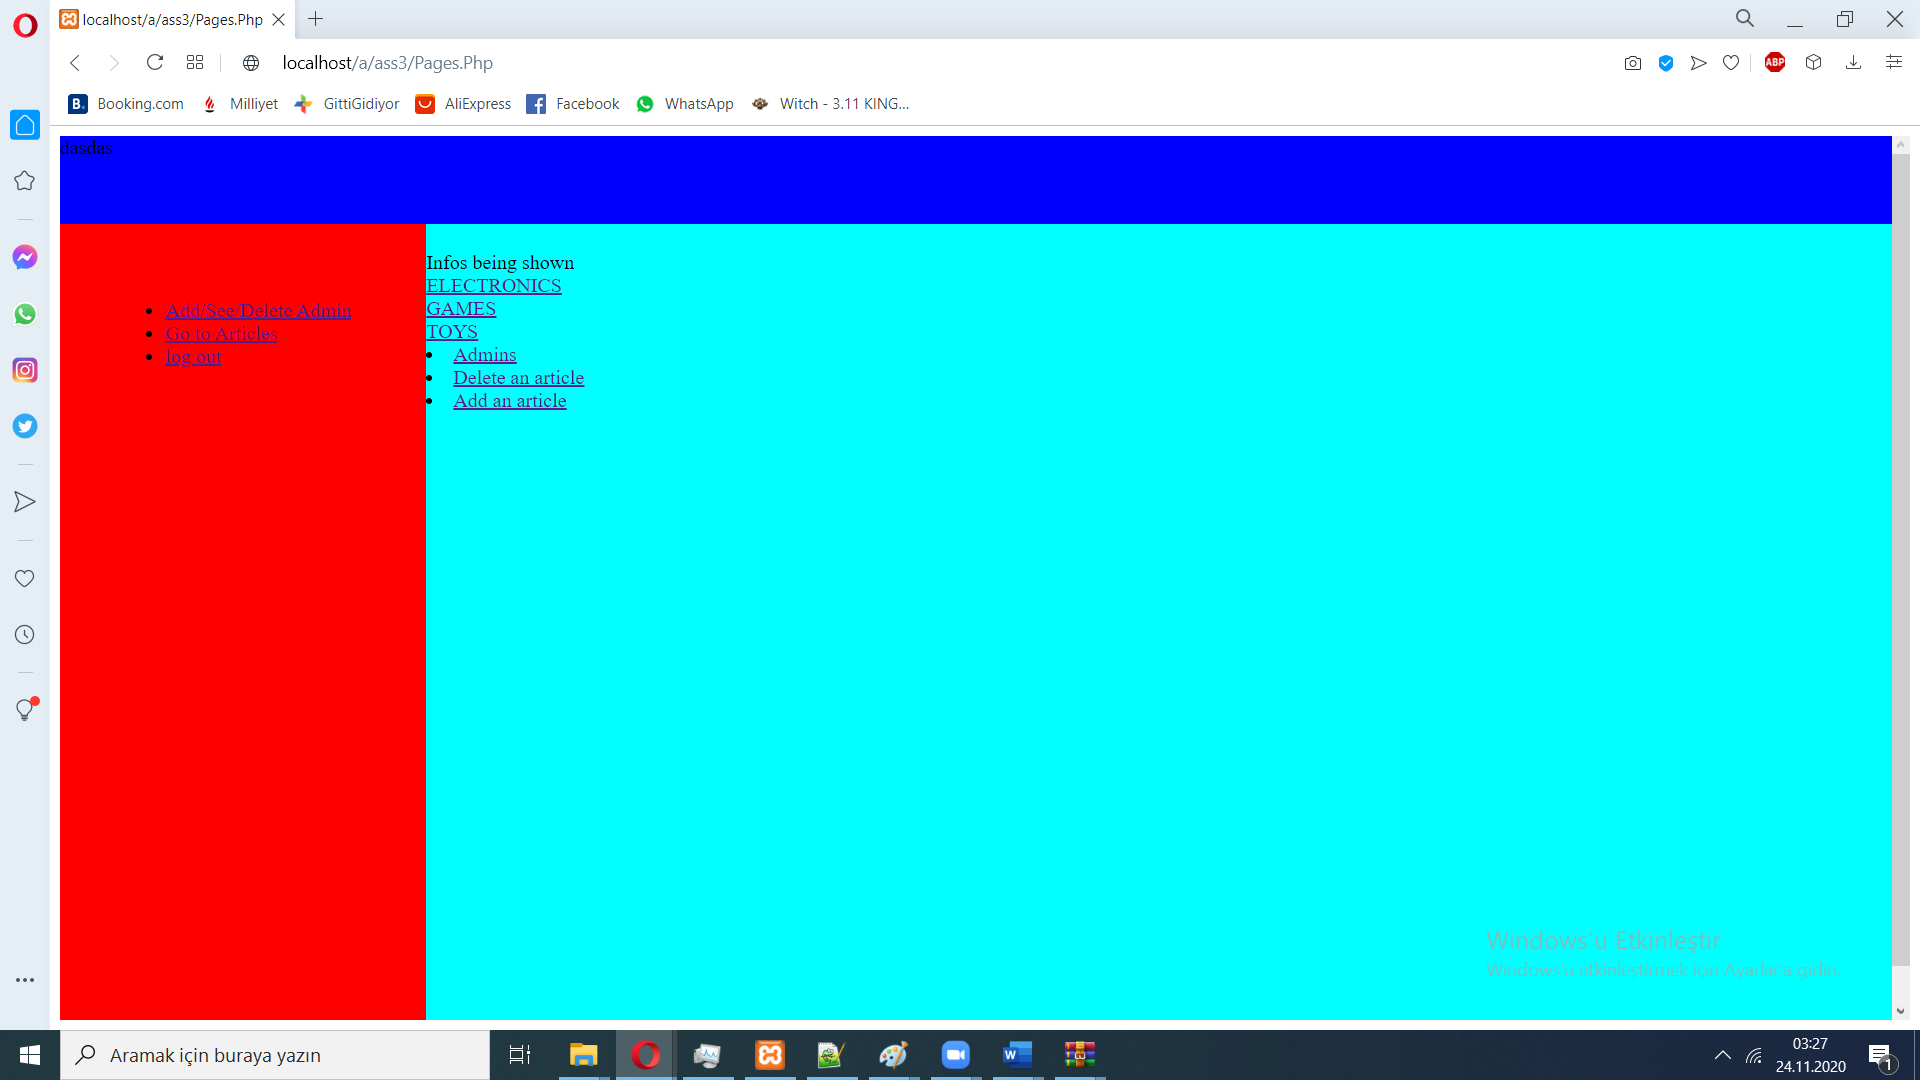 localhost/a/ass3/Pages.Php
localhost/a/ass3/Pages.Php
ABP
B. Booking.com Milliyet GittiGidiyor AliExpress Facebook WhatsApp Witch - 3.11 KING...
dasdas
Infos being shown
ELECTRONICS
GAMES
TOYS
Admins
Delete an article
Add an article
Add/See/Delete Admin
Go to Articles
log out
Windows'u Etkinleştir
Windows'u etkinleştirmek için Ayarlar'a gidin.
Aramak için buraya yazın
W
03:27
24.11.2020
1